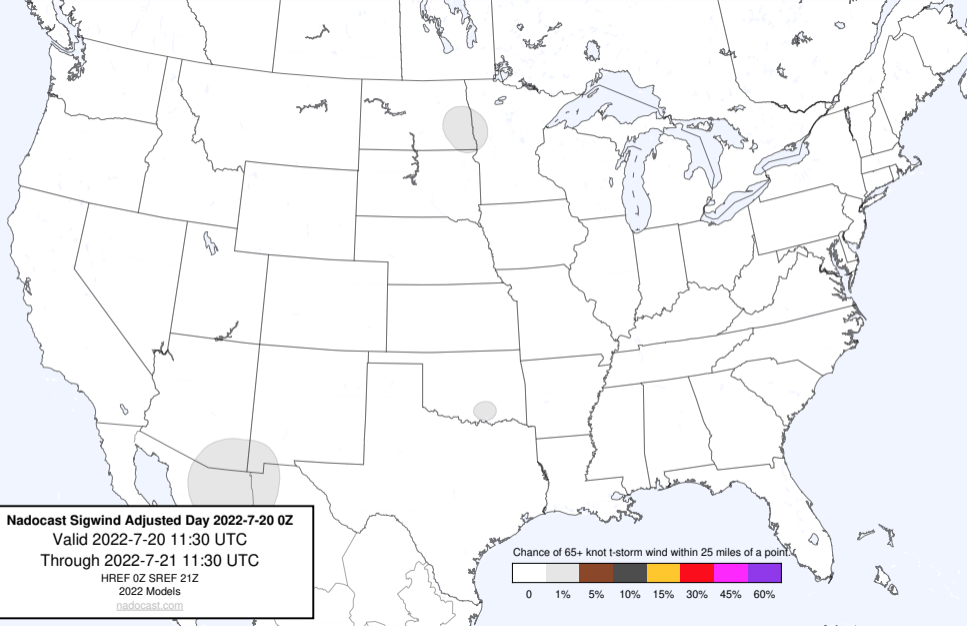 Nadocast Sigwind Adjusted Day 2022-7-20 0Z
Valid 2022-7-20 11:30 UTC
Through 2022-7-21 11:30 UTC
HREF 0Z SREF 21Z
2022 Models
nadocast.com
Chance of 65+ knot t-storm wind within 25 miles of a point.
0 1% 5% 10% 15% 30% 45% 60%